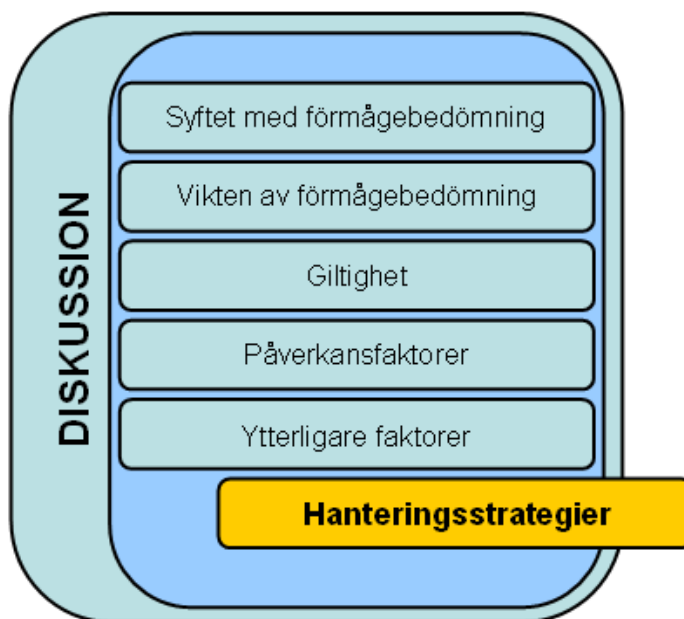 DISKUSSION
Syftet med förmågebedömning
Vikten av förmågebedömning
Giltighet
Påverkansfaktorer
Ytterligare faktorer
Hanteringsstrategier